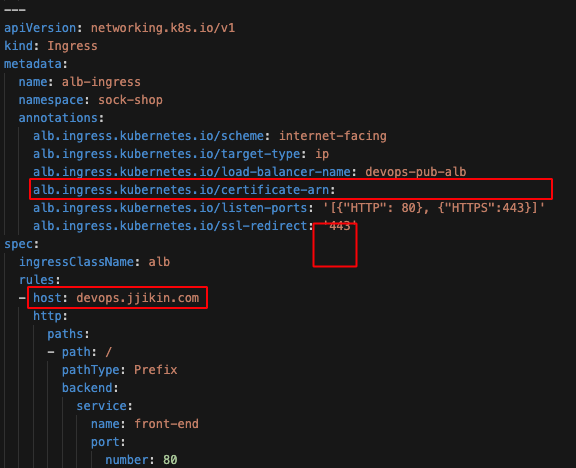 ---
apiVersion: networking.k8s.io/v1
kind: Ingress
metadata:
  name: alb-ingress
  namespace: sock-shop
  annotations:
    alb.ingress.kubernetes.io/scheme: internet-facing
    alb.ingress.kubernetes.io/target-type: ip
    alb.ingress.kubernetes.io/load-balancer-name: devops-pub-alb
    alb.ingress.kubernetes.io/certificate-arn:
    alb.ingress.kubernetes.io/listen-ports: '[{"HTTP": 80}, {"HTTPS":443}]'
    alb.ingress.kubernetes.io/ssl-redirect: '443'
spec:
  ingressClassName: alb
  rules:
  - host: devops.jjikin.com
    http:
      paths:
      - path: /
        pathType: Prefix
        backend:
          service:
            name: front-end
            port:
              number: 80